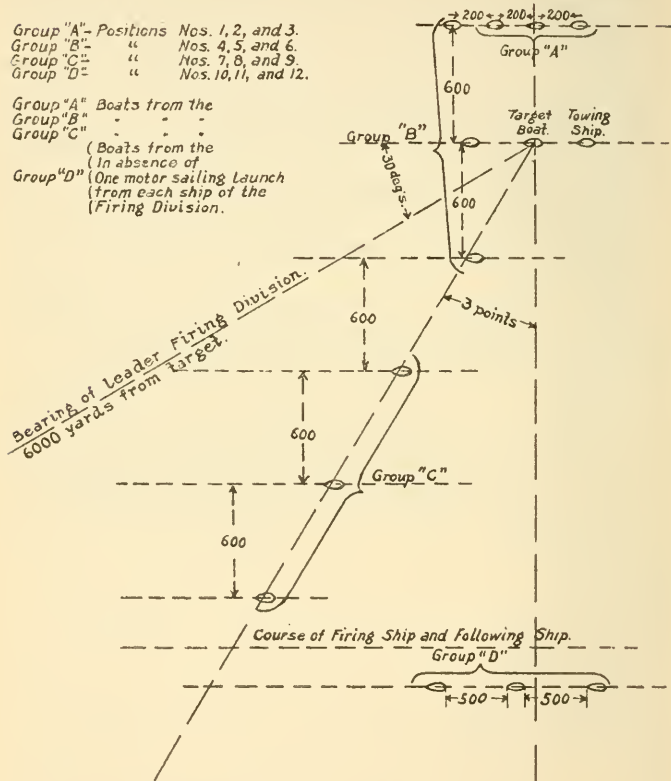 Group "A"- Positions Nos. 1, 2, and 3.
Group "B"- " Nos. 4, 5, and 6.
Group "C"- " Nos. 7, 8, and 9.
Group "D"- " Nos. 10, 11, and 12.
Group "A" Boats from the
Group "B" " " "
Group "C" " " "
(Boats from the
(In absence of
Group "D" (One motor sailing launch
(from each ship of the
(Firing Division.
200 200 200
Group "A"
600
Group "B"
Target Boat.
Towing Ship.
30 deg's.
600
Bearing of Leader Firing Division.
6000 yards from target.
600
3 points
600
Group "C"
600
Course of Firing Ship and Following Ship.
Group "D"
500 500